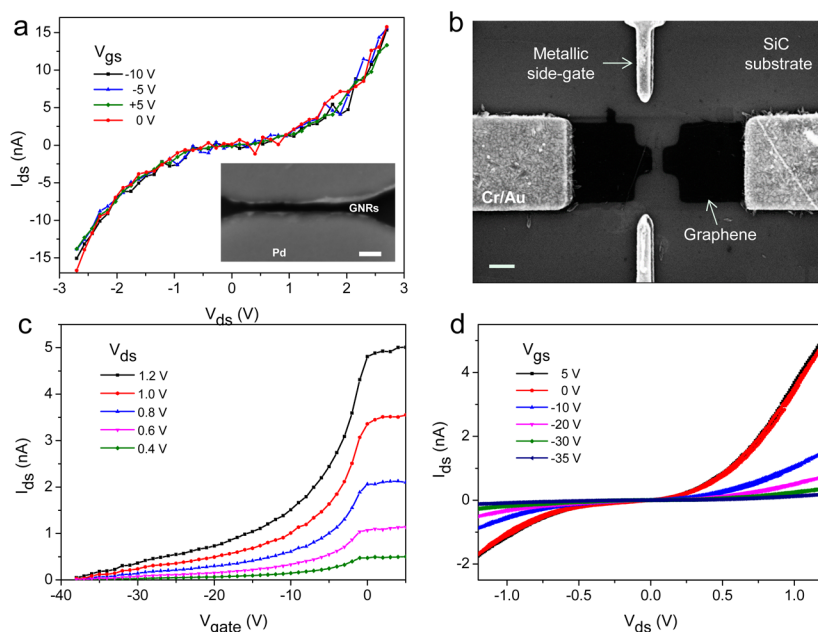 a
V_gs
-10 V
-5 V
+5 V
0 V
I_ds (nA)
15
10
5
0
-5
-10
-15
-3 -2 -1 0 1 2 3
V_ds (V)
GNRs
Pd
b
Metallic
side-gate
SiC
substrate
Cr/Au
Graphene
c
V_ds
1.2 V
1.0 V
0.8 V
0.6 V
0.4 V
I_ds (nA)
5
4
3
2
1
0
-40 -30 -20 -10 0
V_gate (V)
d
V_gs
5 V
0 V
-10 V
-20 V
-30 V
-35 V
I_ds (nA)
4
2
0
-2
-1.0 -0.5 0.0 0.5 1.0
V_ds (V)